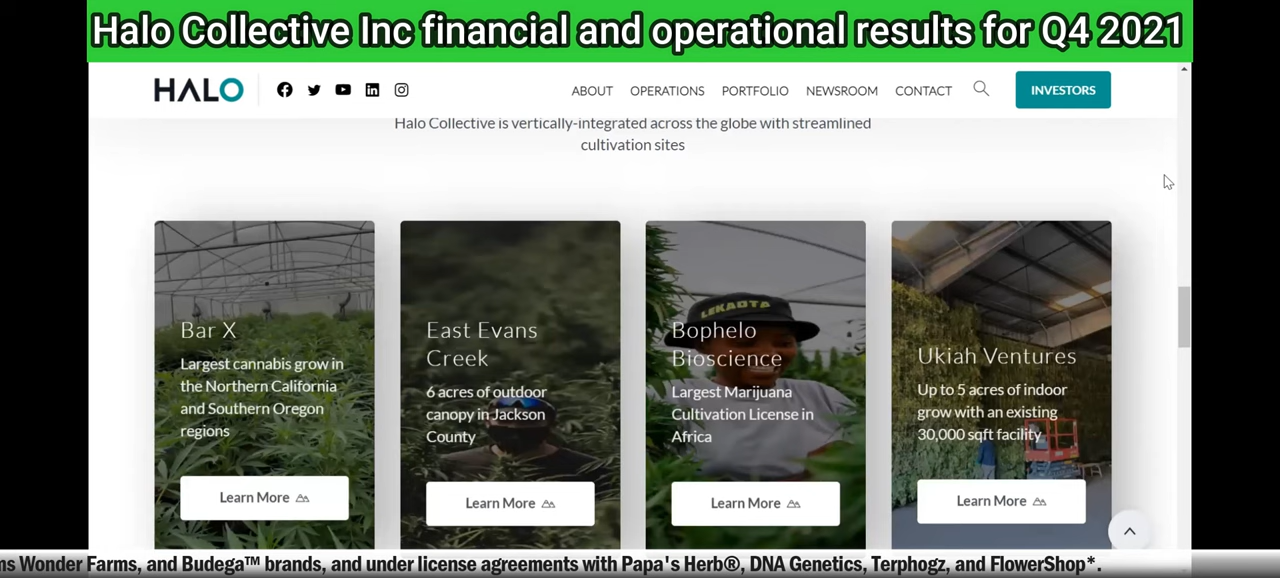 Halo Collective Inc financial and operational results for Q4 2021
HALO
ABOUT OPERATIONS PORTFOLIO NEWSROOM CONTACT INVESTORS
Halo Collective is vertically-integrated across the globe with streamlined
cultivation sites
Bar X
Largest cannabis grow in
the Northern California
and Southern Oregon
regions
Learn More
East Evans
Creek
6 acres of outdoor
canopy in Jackson
County
Learn More
Bophelo
Bioscience
Largest Marijuana
Cultivation License in
Africa
Learn More
Ukiah Ventures
Up to 5 acres of indoor
grow with an existing
30,000 sqft facility
Learn More
ms Wonder Farms, and Budega™ brands, and under license agreements with Papa's Herb®, DNA Genetics, Terphogz, and FlowerShop*.